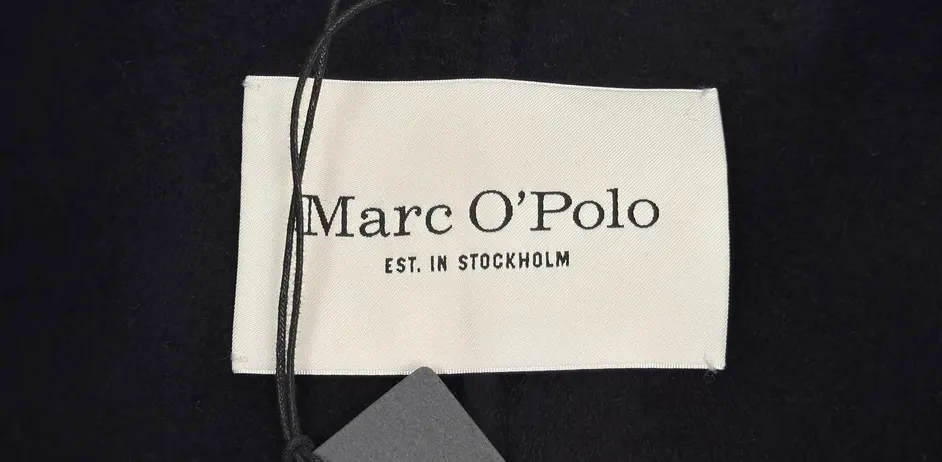 Marc O'Polo
EST. IN STOCKHOLM